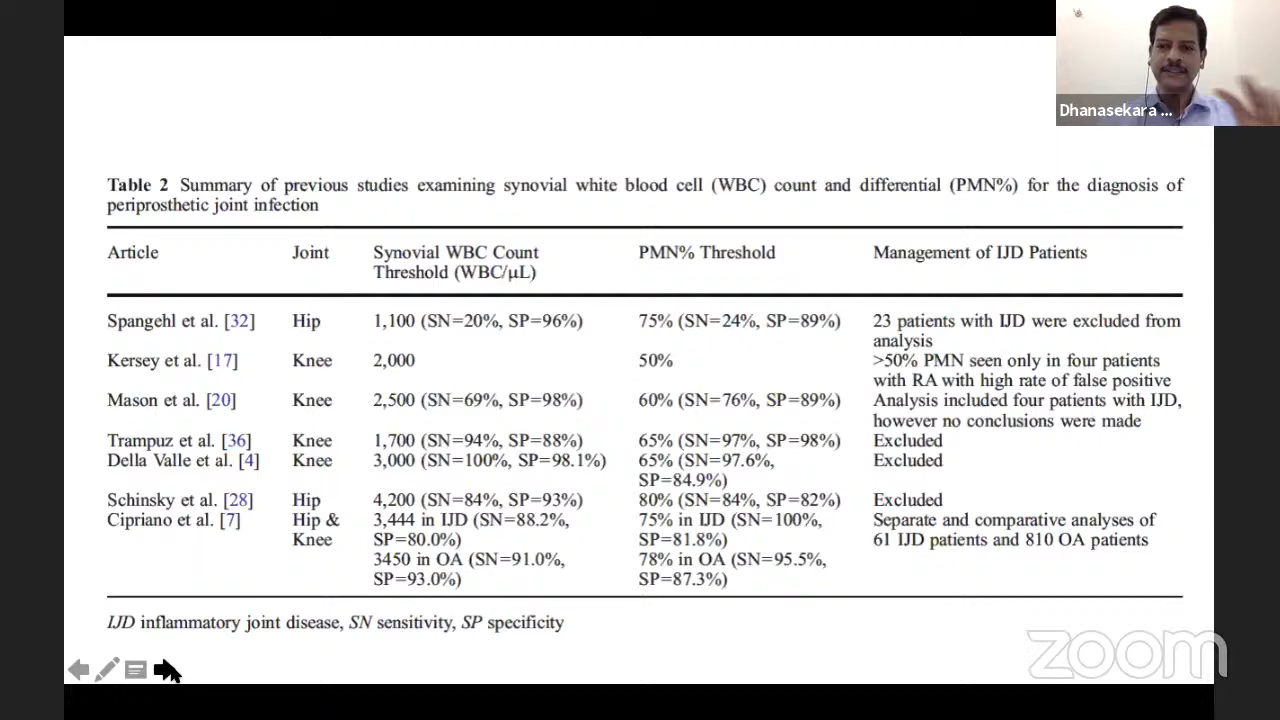 Dhanasekara ...
Table 2 Summary of previous studies examining synovial white blood cell (WBC) count and differential (PMN%) for the diagnosis of
periprosthetic joint infection
Article Joint Synovial WBC Count PMN% Threshold Management of IJD Patients
Threshold (WBC/μL)
Spangehl et al. [32] Hip 1,100 (SN=20%, SP=96%) 75% (SN=24%, SP=89%) 23 patients with IJD were excluded from
analysis
Kersey et al. [17] Knee 2,000 50% >50% PMN seen only in four patients
with RA with high rate of false positive
Mason et al. [20] Knee 2,500 (SN=69%, SP=98%) 60% (SN=76%, SP=89%) Analysis included four patients with IJD,
however no conclusions were made
Trampuz et al. [36] Knee 1,700 (SN=94%, SP=88%) 65% (SN=97%, SP=98%) Excluded
Della Valle et al. [4] Knee 3,000 (SN=100%, SP=98.1%) 65% (SN=97.6%, Excluded
SP=84.9%)
Schinsky et al. [28] Hip 4,200 (SN=84%, SP=93%) 80% (SN=84%, SP=82%) Excluded
Cipriano et al. [7] Hip & 3,444 in IJD (SN=88.2%, 75% in IJD (SN=100%, Separate and comparative analyses of
Knee SP=80.0%) SP=81.8%) 61 IJD patients and 810 OA patients
3450 in OA (SN=91.0%, 78% in OA (SN=95.5%,
SP=93.0%) SP=87.3%)
IJD inflammatory joint disease, SN sensitivity, SP specificity
zoom